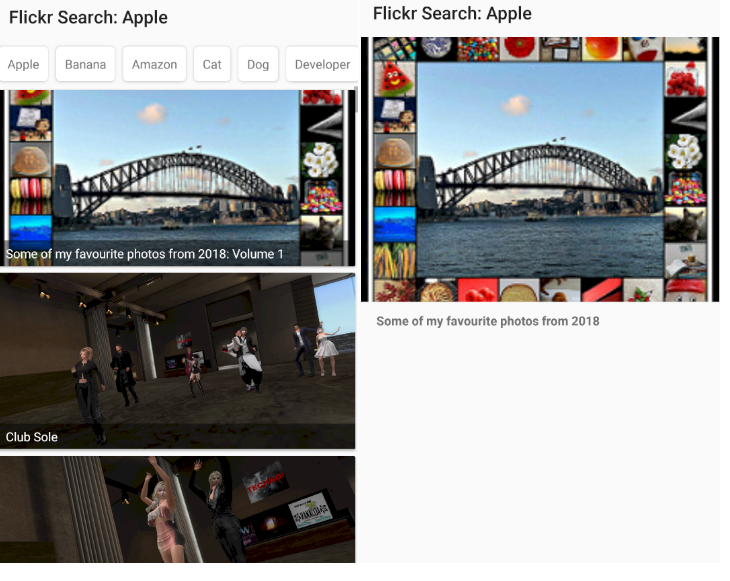 Flickr Search: Apple
Apple Banana Amazon Cat Dog Developer
Some of my favourite photos from 2018: Volume 1
Club Sole
Flickr Search: Apple
Some of my favourite photos from 2018